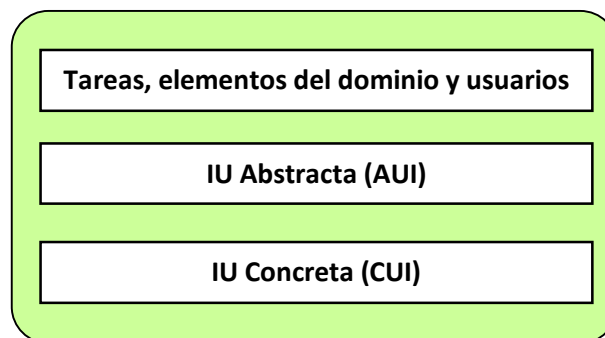 Tareas, elementos del dominio y usuarios
IU Abstracta (AUI)
IU Concreta (CUI)